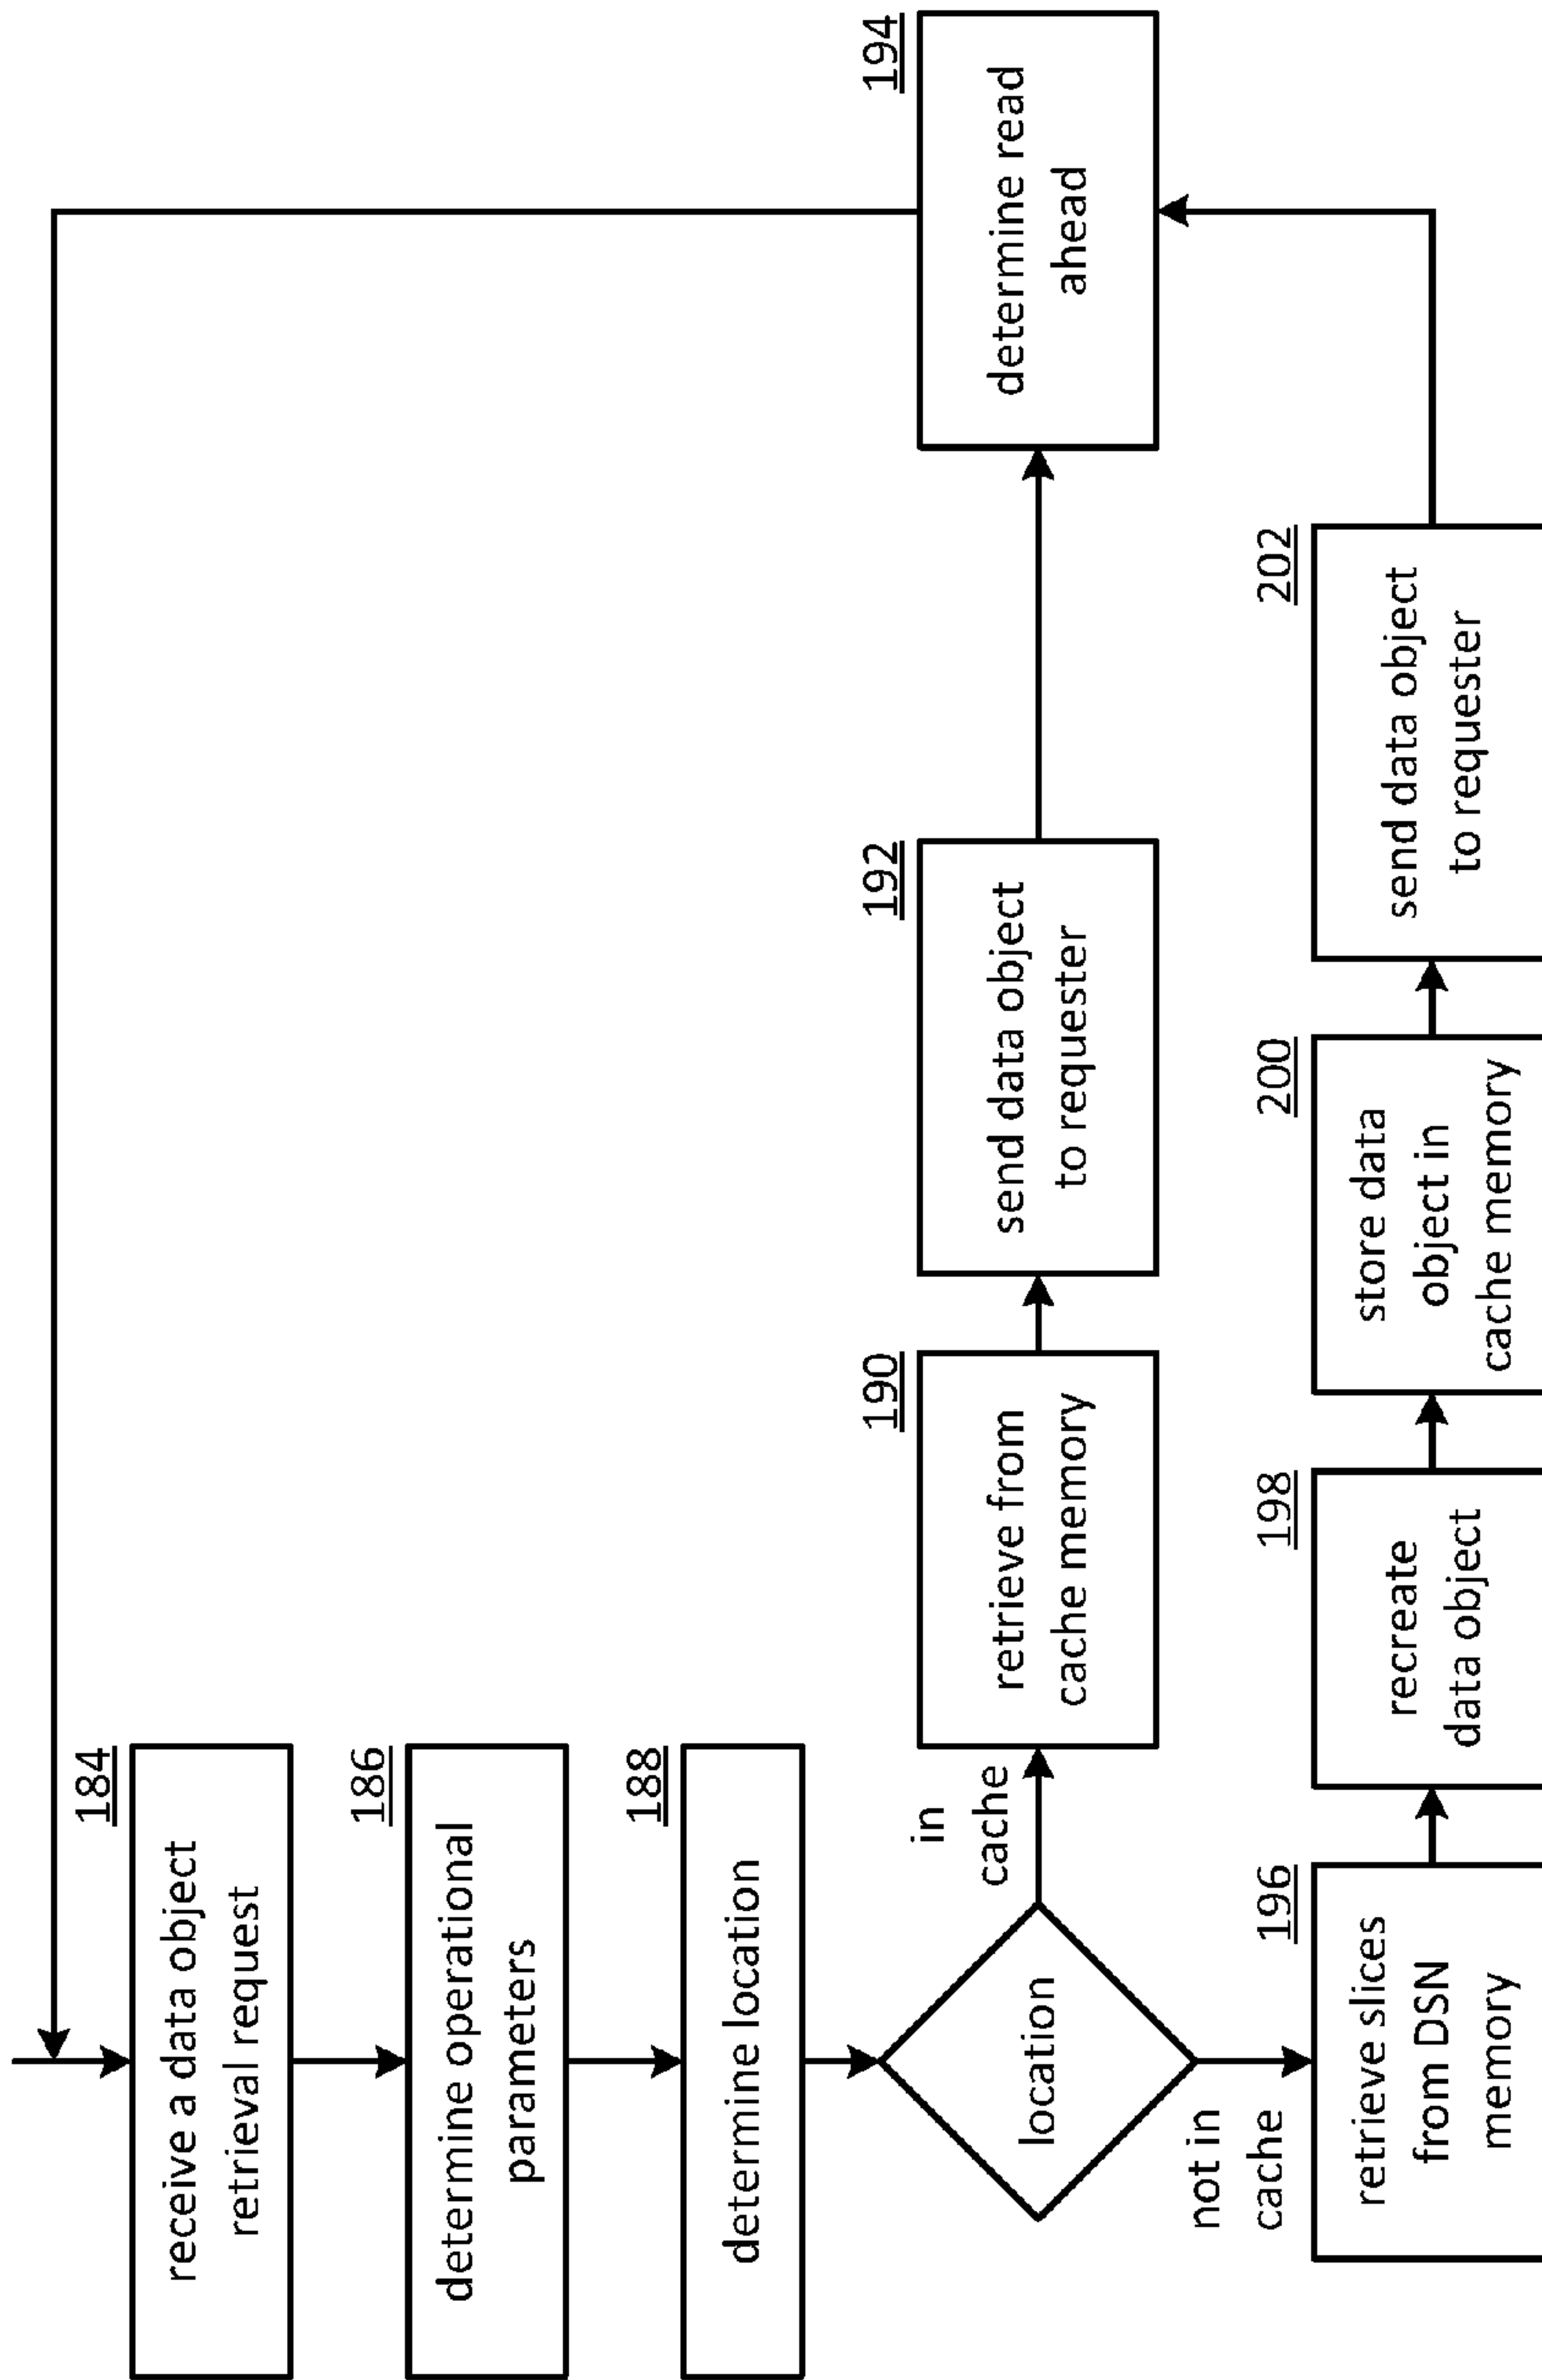 184
receive a data object
retrieval request
186
determine operational
parameters
188
determine location
location
in
cache
not in
cache
190
retrieve from
cache memory
192
send data object
to requester
194
determine read
ahead
196
retrieve slices
from DSN
memory
198
recreate
data object
200
store data
object in
cache memory
202
send data object
to requester